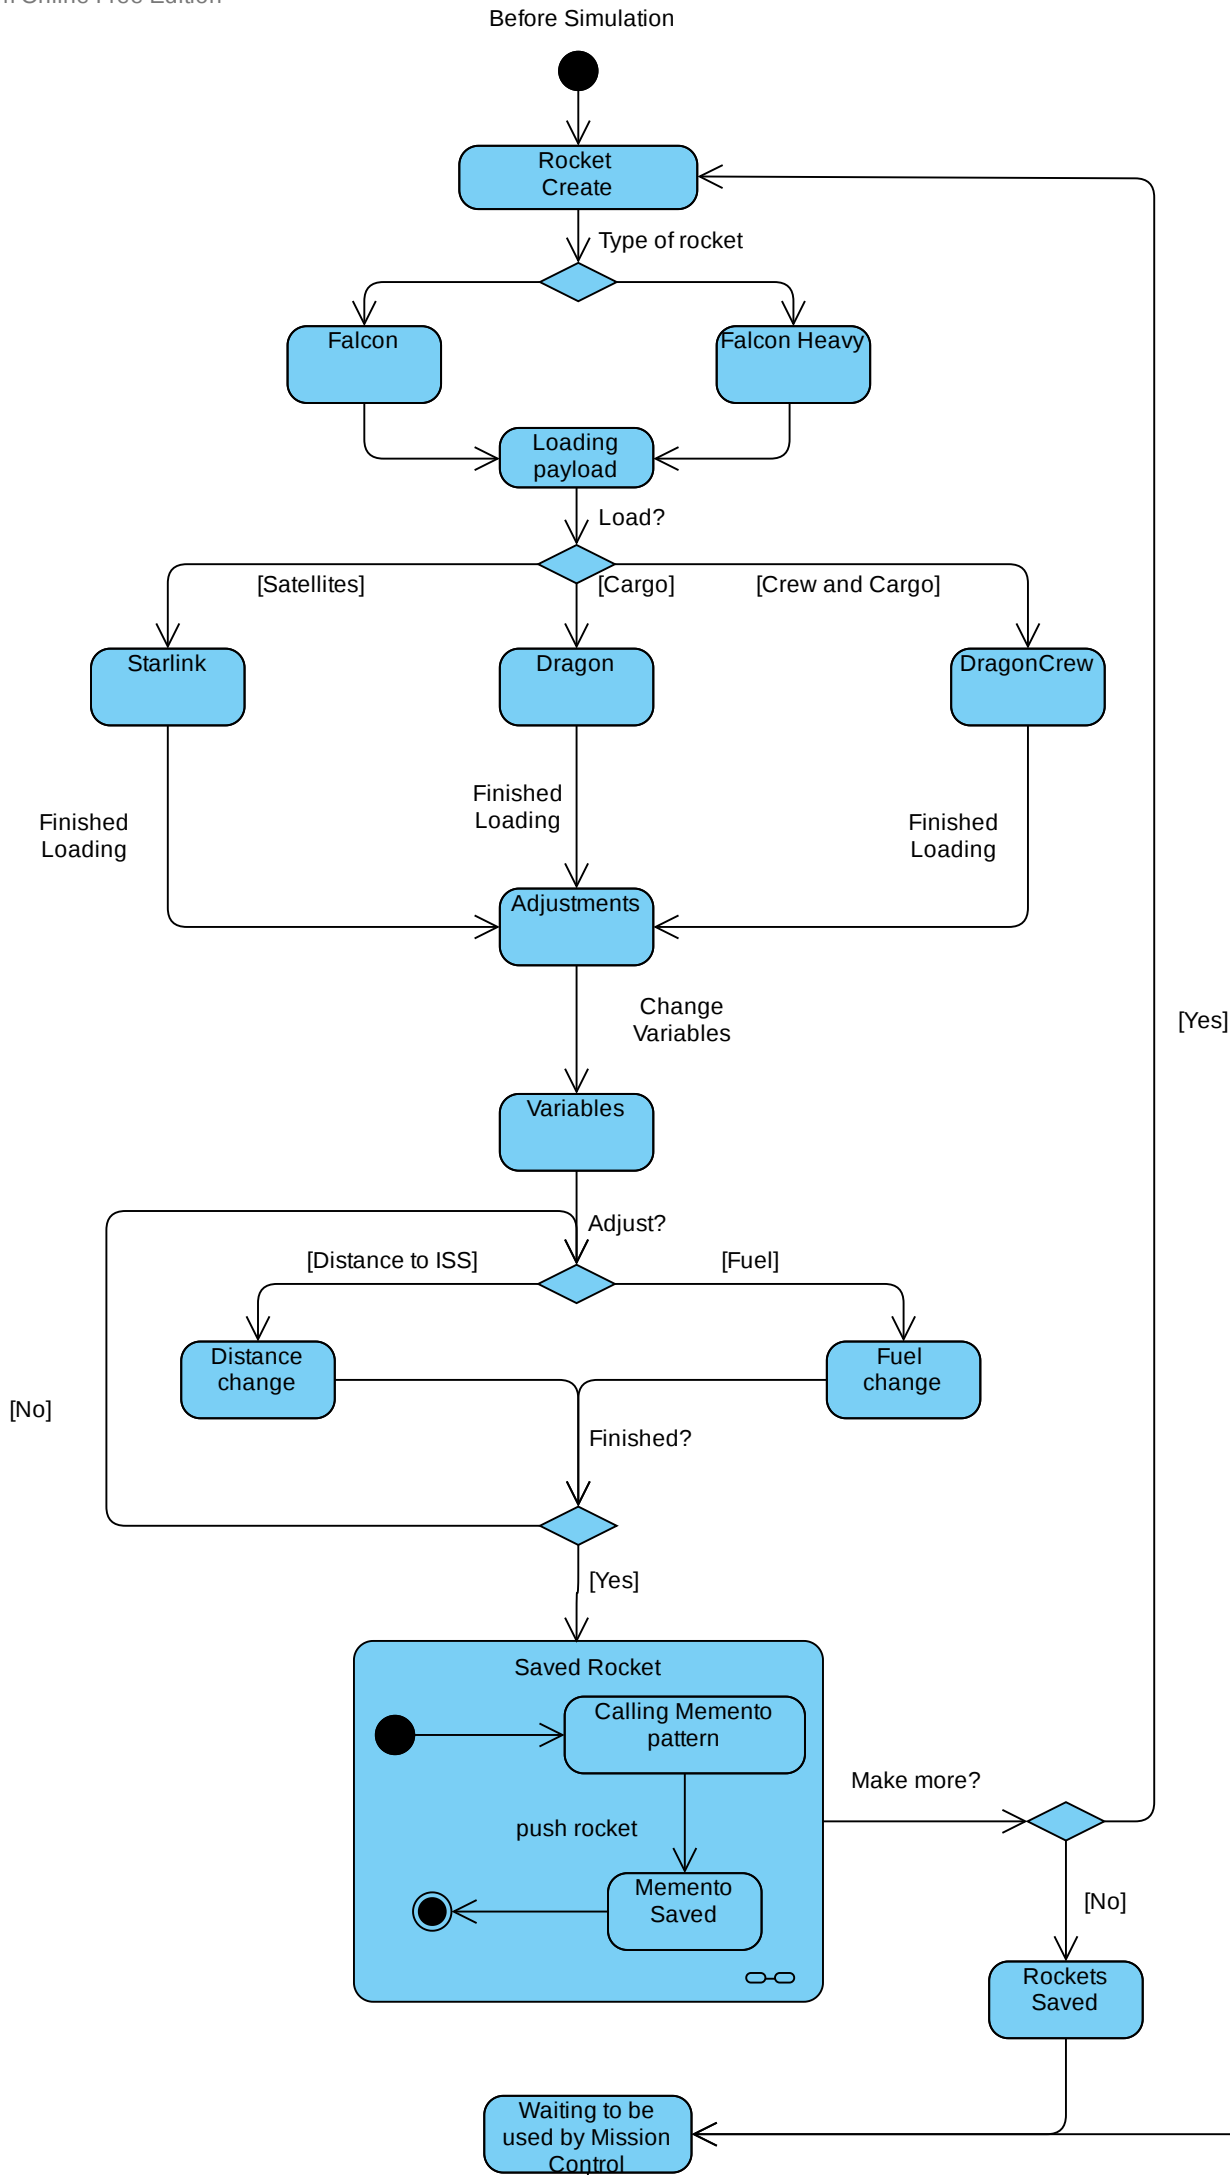 Online Free Edition
Before Simulation
Rocket
Create
Type of rocket
Falcon
Falcon Heavy
Loading
payload
Load?
[Satellites]
[Cargo]
[Crew and Cargo]
Starlink
Dragon
DragonCrew
Finished
Loading
Finished
Loading
Finished
Loading
Adjustments
Change
Variables
[Yes]
Variables
Adjust?
[Distance to ISS]
[Fuel]
Distance
change
Fuel
change
[No]
Finished?
[Yes]
Saved Rocket
Calling Memento
pattern
Make more?
push rocket
Memento
Saved
[No]
Rockets
Saved
Waiting to be
used by Mission
Control